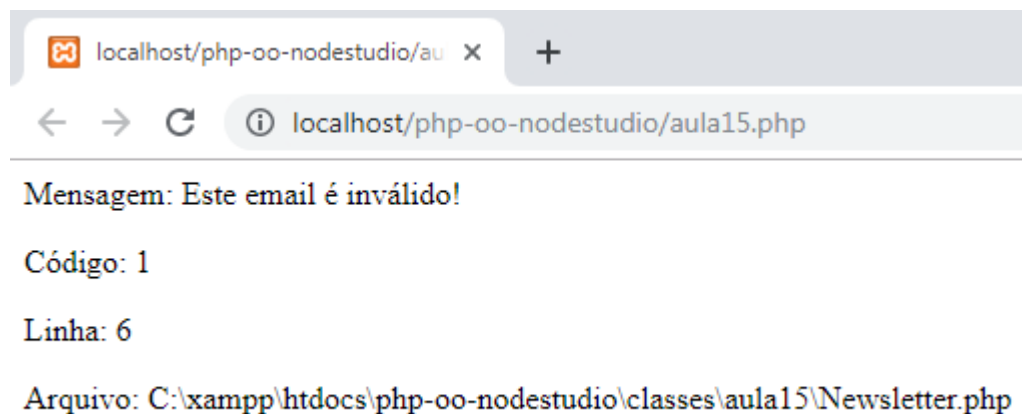 localhost/php-oo-nodestudio/au
localhost/php-oo-nodestudio/aula15.php
Mensagem: Este email é inválido!
Código: 1
Linha: 6
Arquivo: C:\xampp\htdocs\php-oo-nodestudio\classes\aula15\Newsletter.php